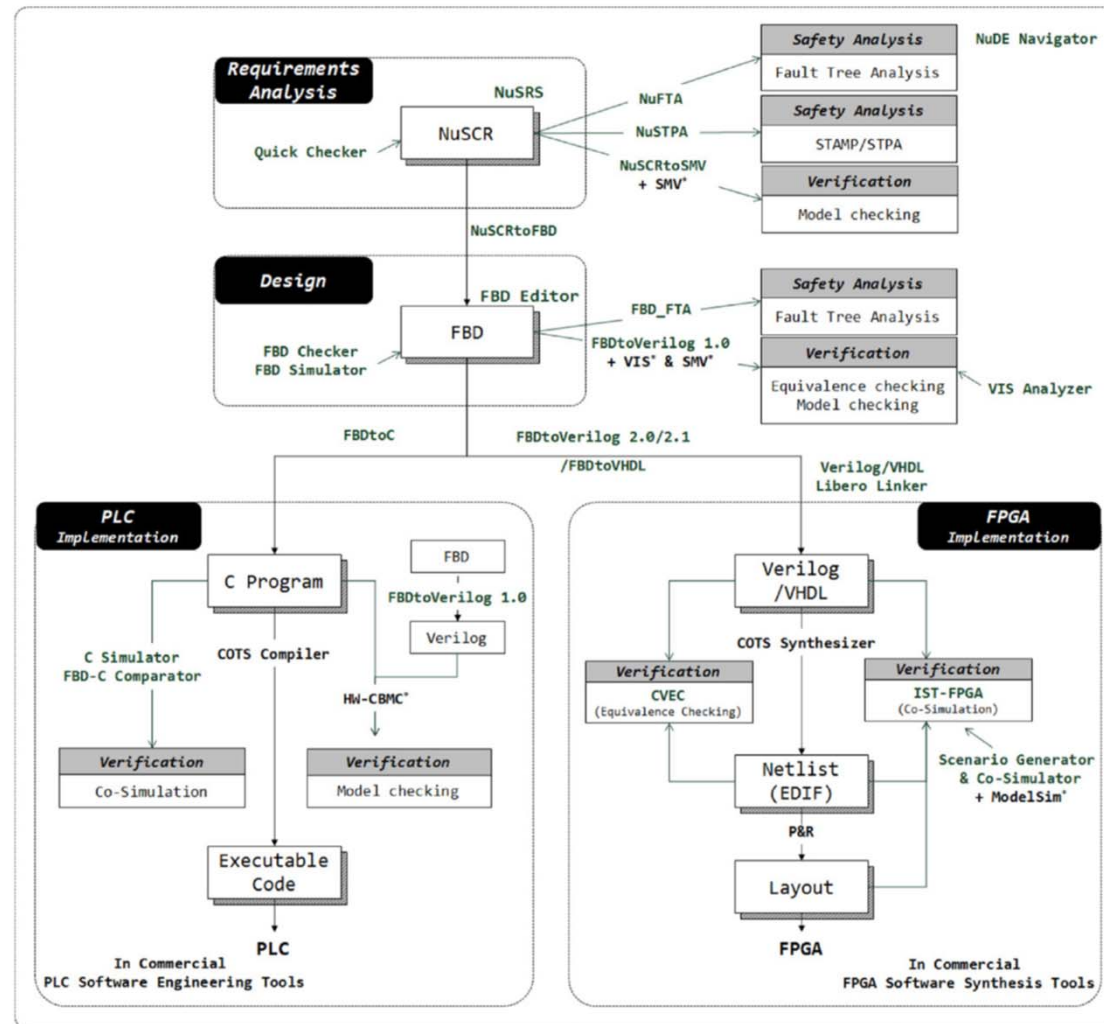 Safety Analysis
NuDE Navigator
Fault Tree Analysis
Requirements
Analysis
NuSRS
NuSCR
Quick Checker
NuFTA
NuSTPA
NuSCRtoSMV
+ SMV*
Safety Analysis
STAMP/STPA
Verification
Model checking
NuSCRtoFBD
Design
FBD Editor
FBD
FBD Checker
FBD Simulator
FBD_FTA
FBDtoVerilog 1.0
+ VIS* & SMV*
Safety Analysis
Fault Tree Analysis
Verification
Equivalence checking
Model checking
VIS Analyzer
FBDtoC
FBDtoVerilog 2.0/2.1
/FBDtoVHDL
Verilog/VHDL
Libero Linker
PLC
Implementation
FBD
C Program
FBDtoVerilog 1.0
Verilog
C Simulator
FBD-C Comparator
COTS Compiler
HW-CBMC*
Verification
Co-Simulation
Verification
Model checking
Executable
Code
PLC
In Commercial
PLC Software Engineering Tools
FPGA
Implementation
Verilog
/VHDL
COTS Synthesizer
Verification
CVEC
(Equivalence Checking)
Verification
IST-FPGA
(Co-Simulation)
Netlist
(EDIF)
Scenario Generator
& Co-Simulator
+ ModelSim*
P&R
Layout
FPGA
In Commercial
FPGA Software Synthesis Tools